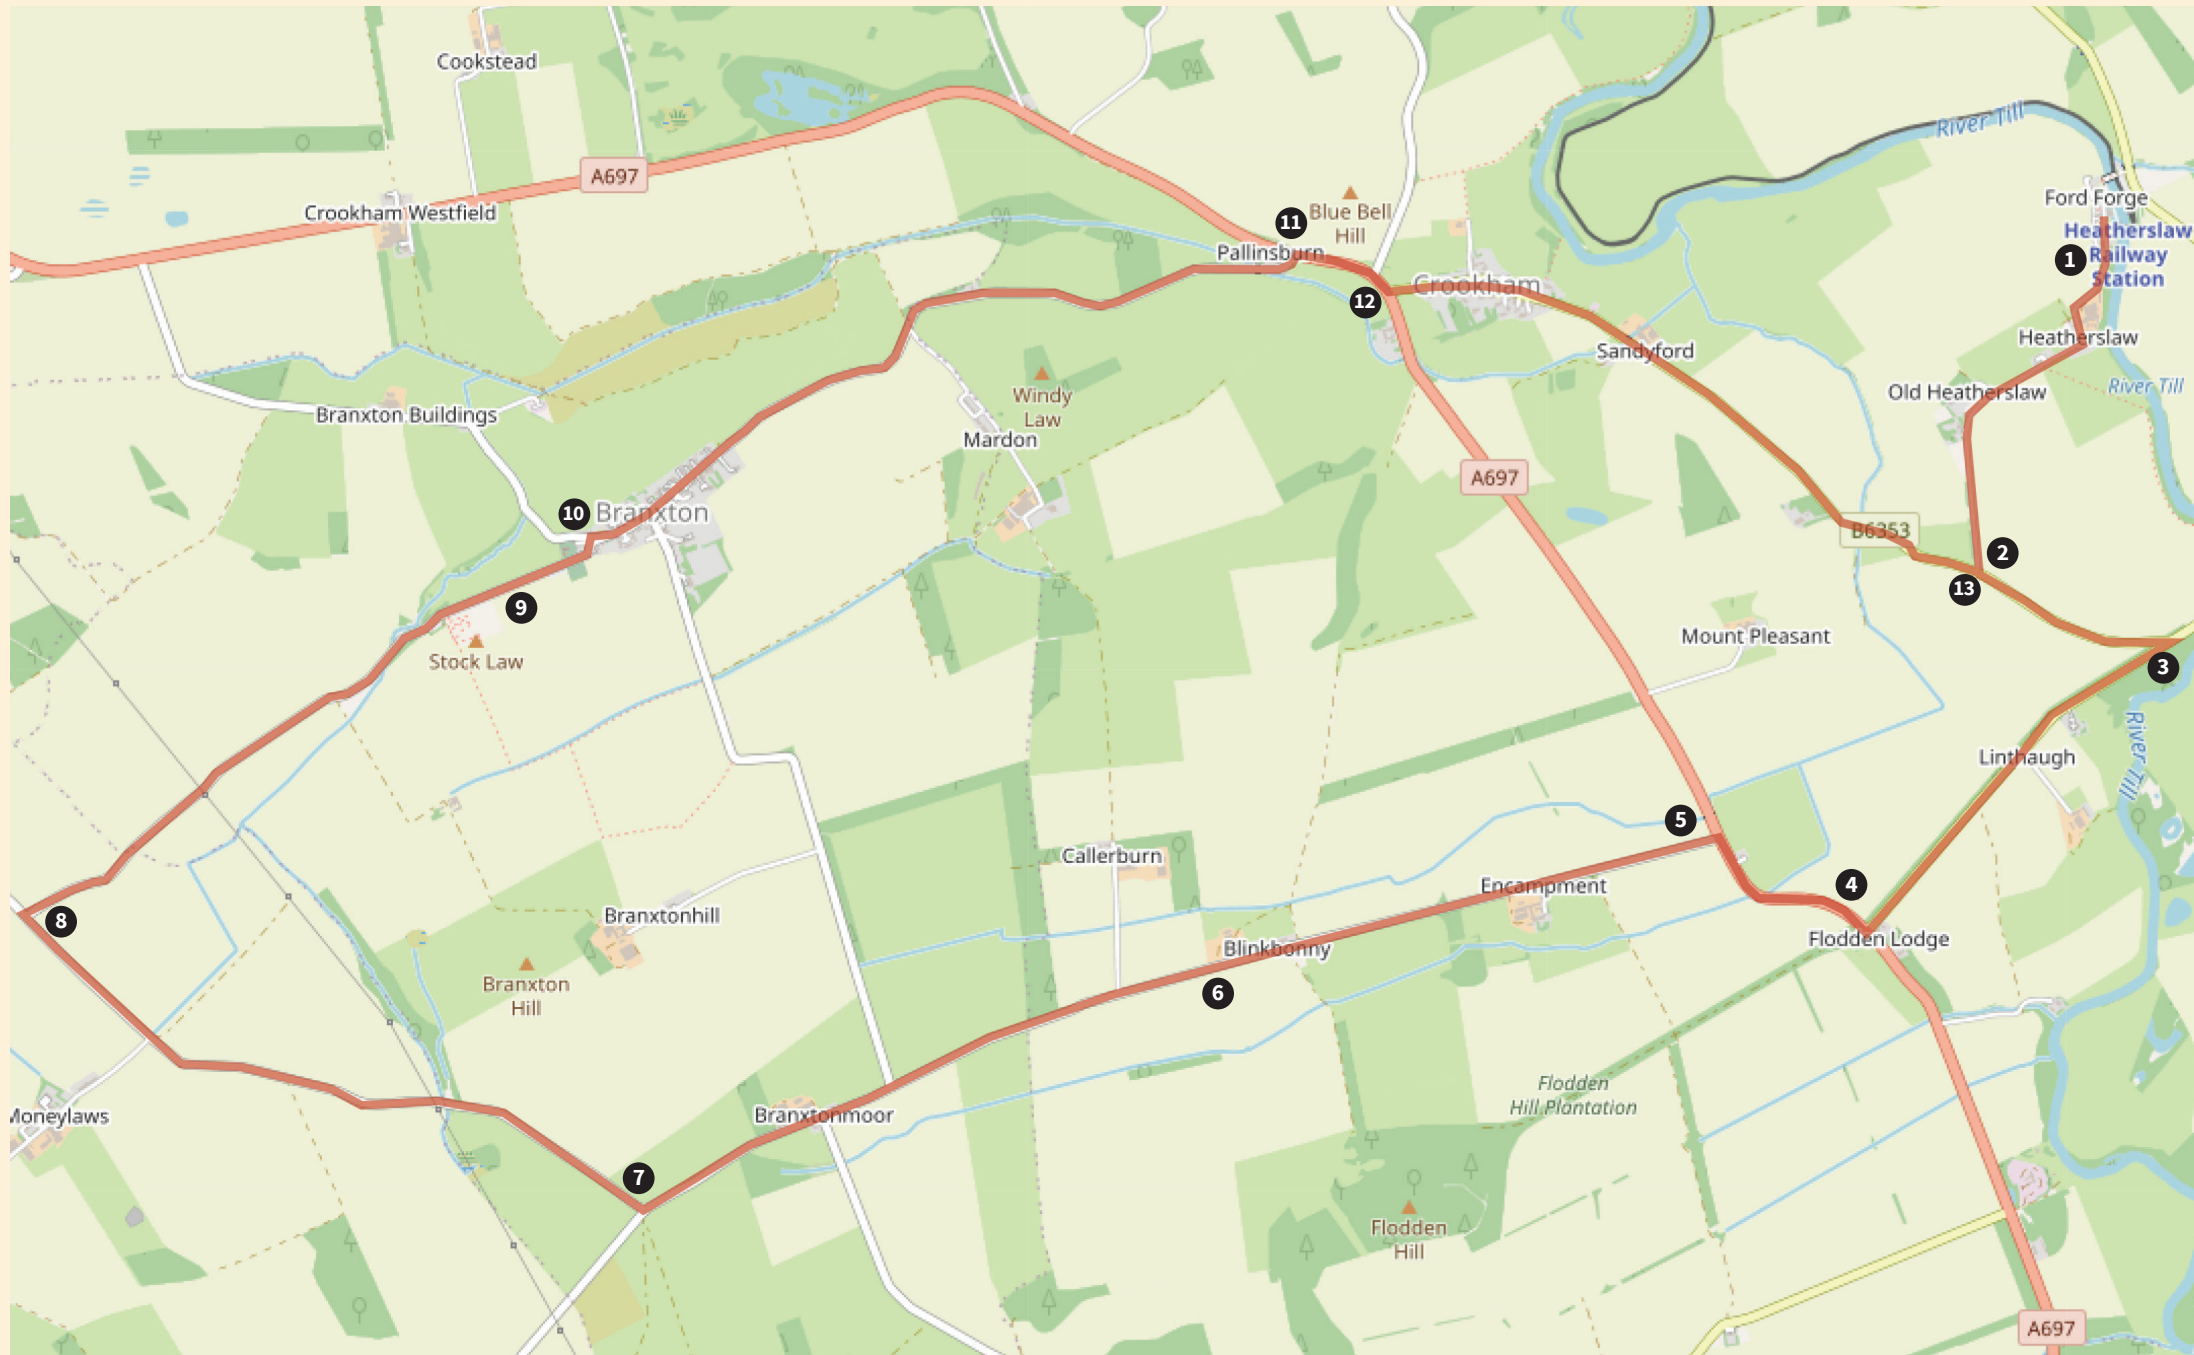 Cookstead
River Till
A697
Ford Forge
Crookham Westfield
Blue Bell
Hill
11
Heatherslaw
Railway
Station
1
Pallinsburn
Crookham
12
Heatherslaw
Sandyford
Old Heatherslaw
River Till
Windy
Law
Branxton Buildings
Mardon
A697
10
Branxton
B6353
2
13
9
Mount Pleasant
Stock Law
3
River Till
Linthaugh
5
Callerburn
Encampment
4
8
Branxtonhill
Flodden Lodge
Blinkbonny
Branxton
Hill
6
Flodden
Hill Plantation
Moneylaws
Branxtonmoor
7
Flodden
Hill
A697